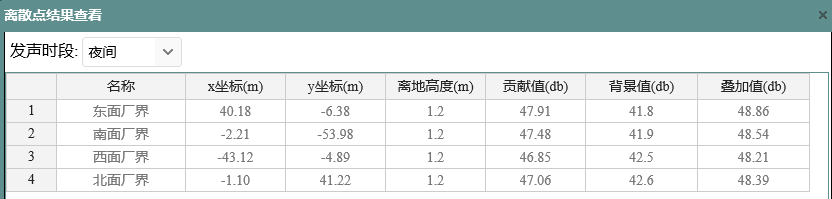 离散点结果查看
发声时段: 夜间
名称 x坐标(m) y坐标(m) 离地高度(m) 贡献值(db) 背景值(db) 叠加值(db)
1 东面厂界 40.18 -6.38 1.2 47.91 41.8 48.86
2 南面厂界 -2.21 -53.98 1.2 47.48 41.9 48.54
3 西面厂界 -43.12 -4.89 1.2 46.85 42.5 48.21
4 北面厂界 -1.10 41.22 1.2 47.06 42.6 48.39